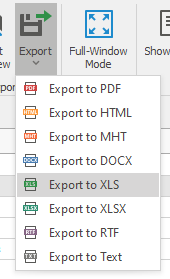 Export
Full-Window
Mode
Show
Export to PDF
Export to HTML
Export to MHT
Export to DOCX
Export to XLS
Export to XLSX
Export to RTF
Export to Text